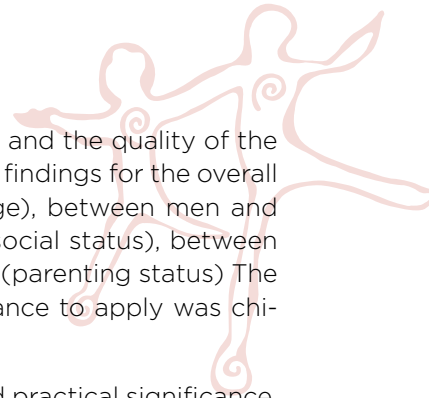 and the quality of the
findings for the overall
ge), between men and
social status), between
(parenting status) The
ance to apply was chi-
d practical significance